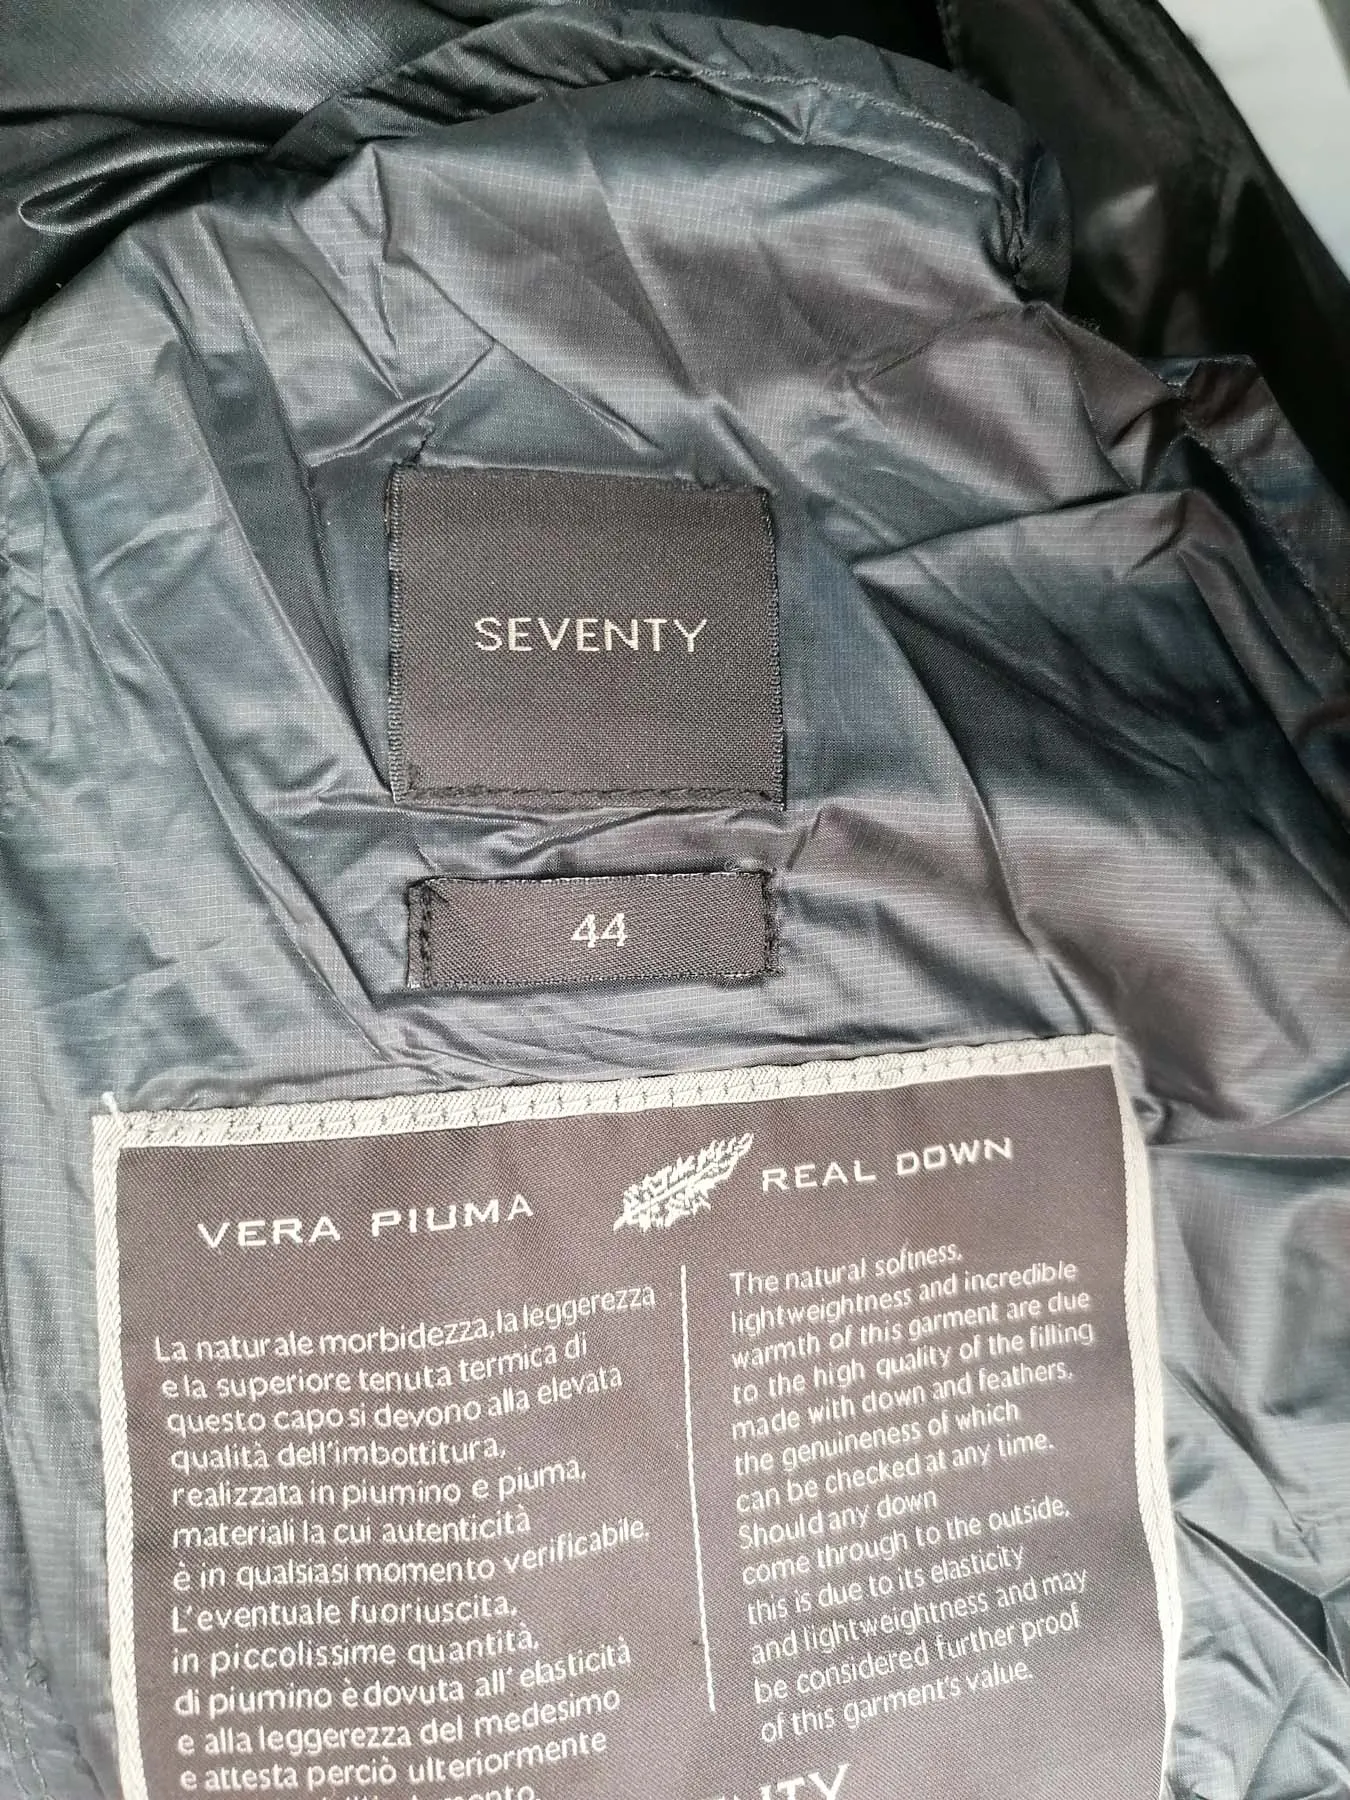 SEVENTY
44
VERA PIUMA
REAL DOWN
La naturale morbidezza, la leggerezza
e la superiore tenuta termica di
questo capo si devono alla elevata
qualità dell'imbottitura,
realizzata in piumino e piuma,
materiali la cui autenticità
è in qualsiasi momento verificabile.
L'eventuale fuoriuscita,
in piccolissime quantità,
di piumino è dovuta all'elasticità
e alla leggerezza del medesimo
e attesta perciò ulteriormente
The natural softness,
lightweightness and incredible
warmth of this garment are due
to the high quality of the filling
made with down and feathers,
the genuineness of which
can be checked at any time.
Should any down
come through to the outside,
this is due to its elasticity
and lightweightness and may
be considered further proof
of this garment's value.